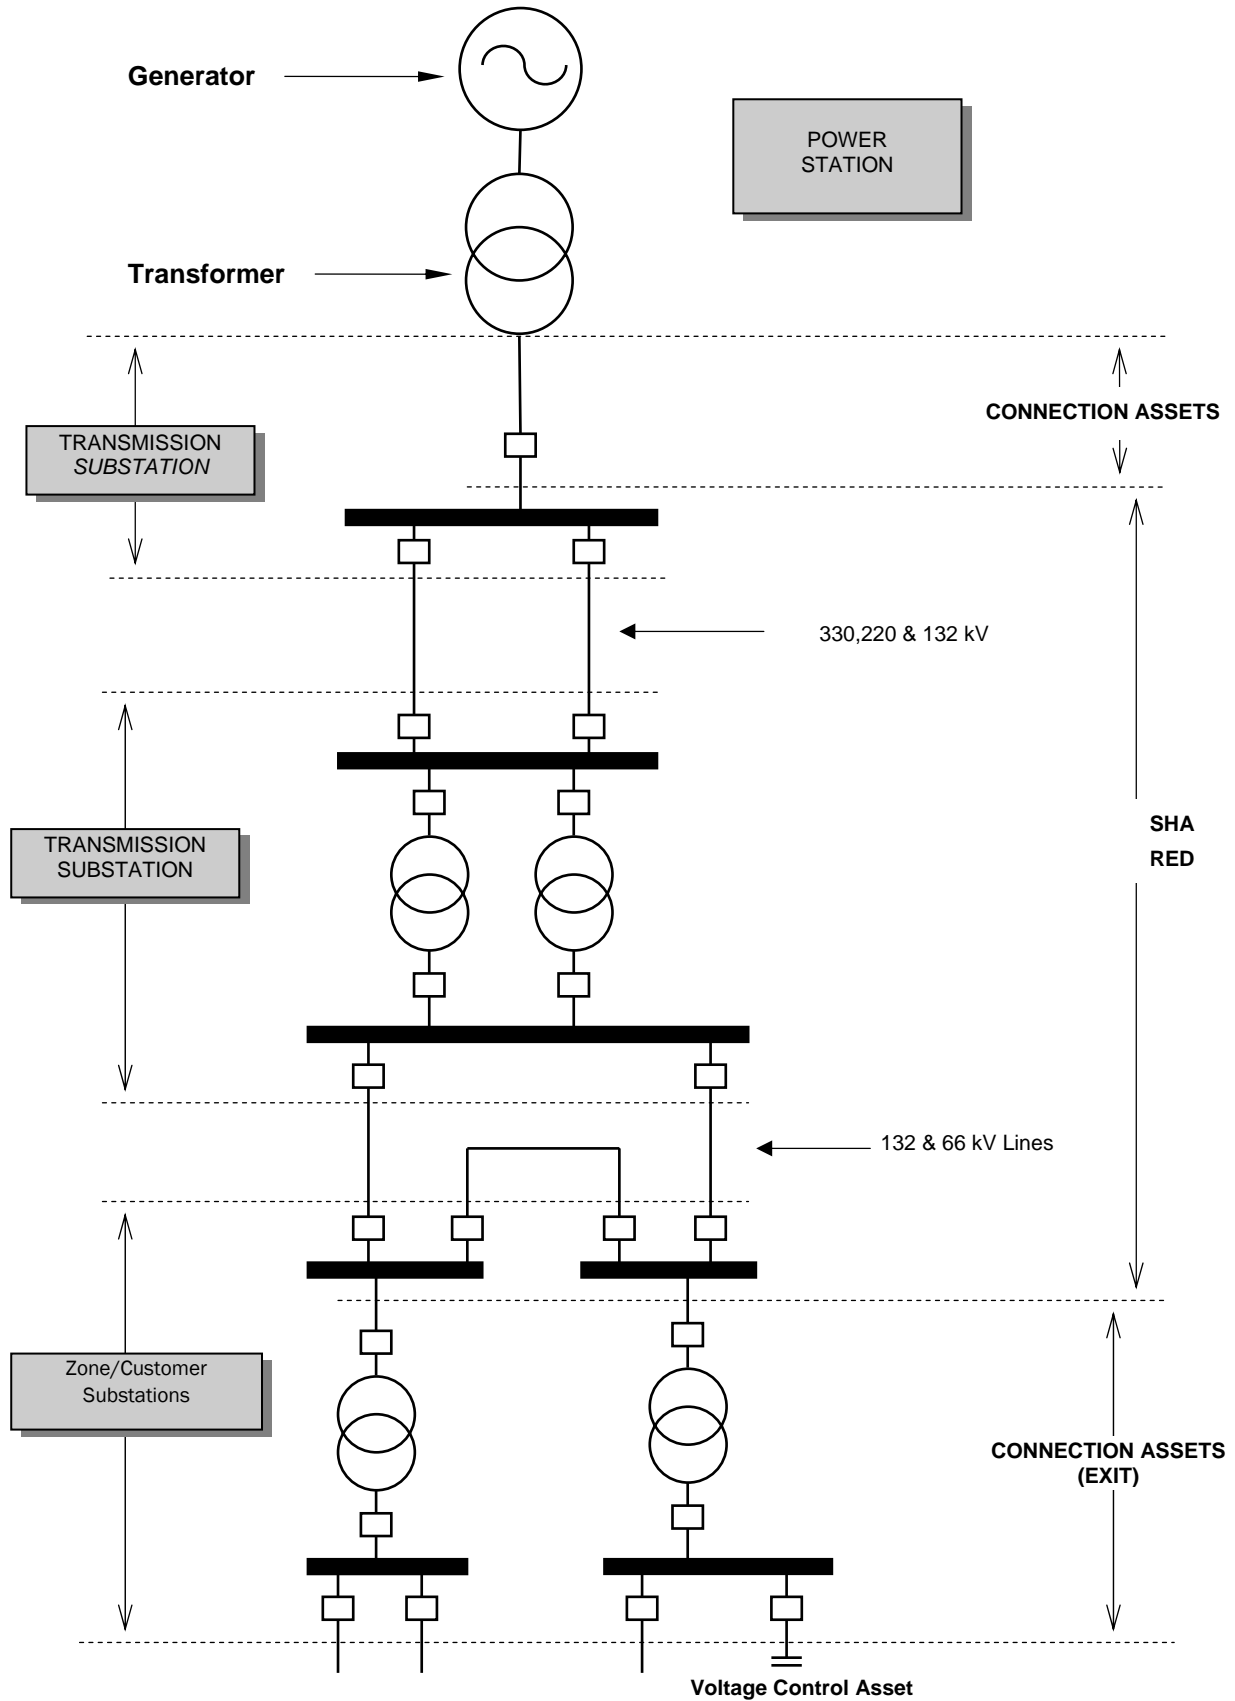 Generator
POWER
STATION
Transformer
CONNECTION ASSETS
TRANSMISSION
SUBSTATION
330,220 & 132 kV
SHA
RED
TRANSMISSION
SUBSTATION
132 & 66 kV Lines
Zone/Customer
Substations
CONNECTION ASSETS
(EXIT)
Voltage Control Asset